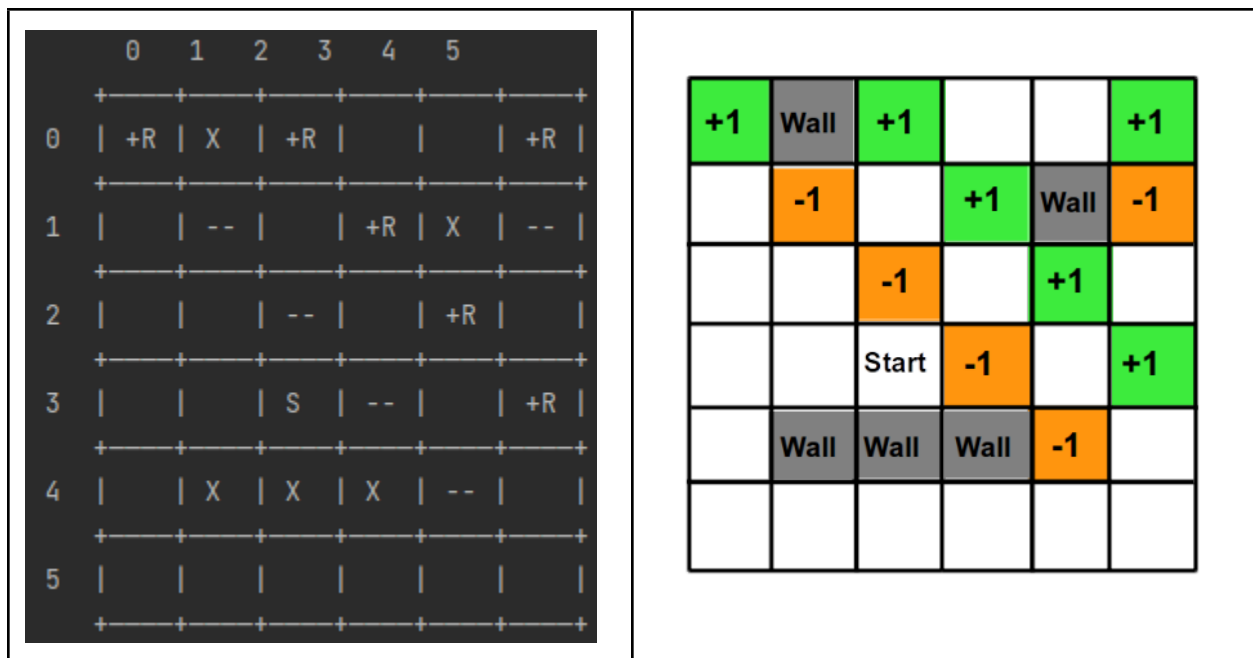 0 1 2 3 4 5
+————+————+————+————+————+————+
0 | +R | X | +R | | | +R |
+————+————+————+————+————+————+
1 | | -- | | +R | X | -- |
+————+————+————+————+————+————+
2 | | | -- | | +R | |
+————+————+————+————+————+————+
3 | | | S | -- | | +R |
+————+————+————+————+————+————+
4 | | X | X | X | -- | |
+————+————+————+————+————+————+
5 | | | | | | |
+————+————+————+————+————+————+
+1 Wall +1 +1
-1 +1 Wall -1
-1 +1
Start -1 +1
Wall Wall Wall -1